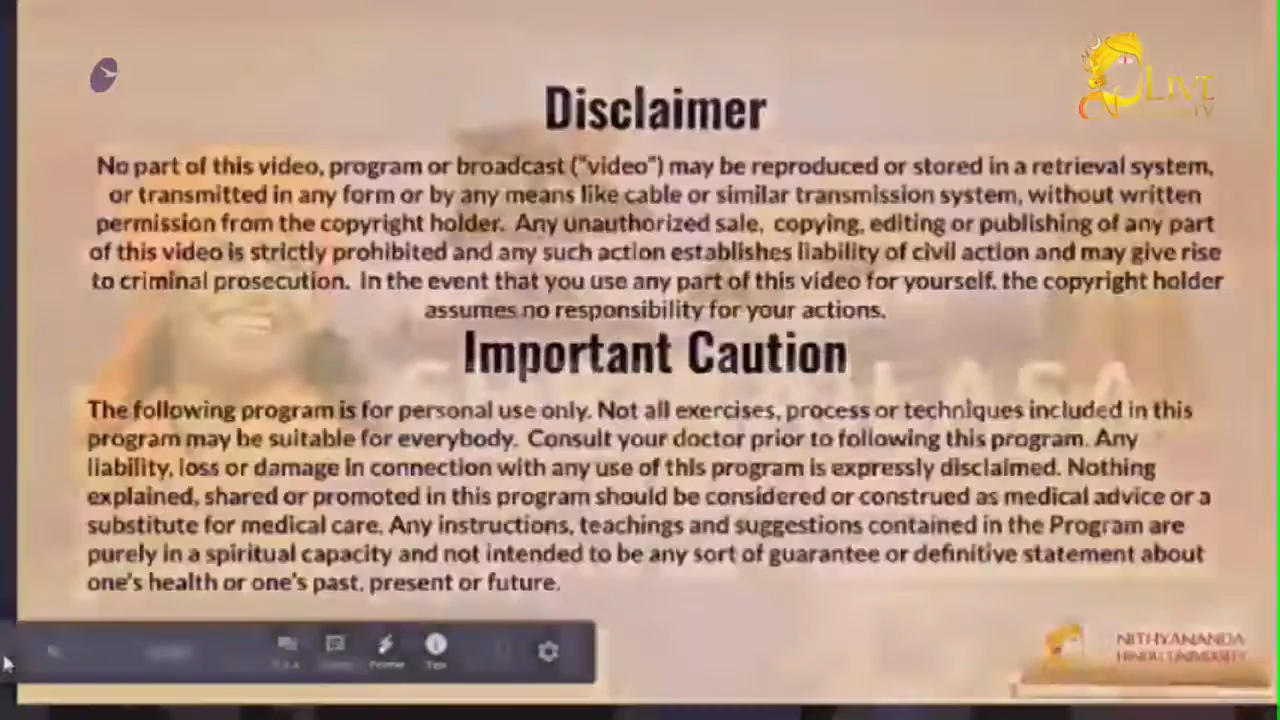 LIVE
TV
Disclaimer
No part of this video, program or broadcast ("video") may be reproduced or stored in a retrieval system,
or transmitted in any form or by any means like cable or similar transmission system, without written
permission from the copyright holder. Any unauthorized sale, copying, editing or publishing of any part
of this video is strictly prohibited and any such action establishes liability of civil action and may give rise
to criminal prosecution. In the event that you use any part of this video for yourself, the copyright holder
assumes no responsibility for your actions.
Important Caution
The following program is for personal use only. Not all exercises, process or techniques included in this
program may be suitable for everybody. Consult your doctor prior to following this program. Any
liability, loss or damage in connection with any use of this program is expressly disclaimed. Nothing
explained, shared or promoted in this program should be considered or construed as medical advice or a
substitute for medical care. Any instructions, teachings and suggestions contained in the Program are
purely in a spiritual capacity and not intended to be any sort of guarantee or definitive statement about
one's health or one's past, present or future.
NITHYANANDA
HINDU UNIVERSITY